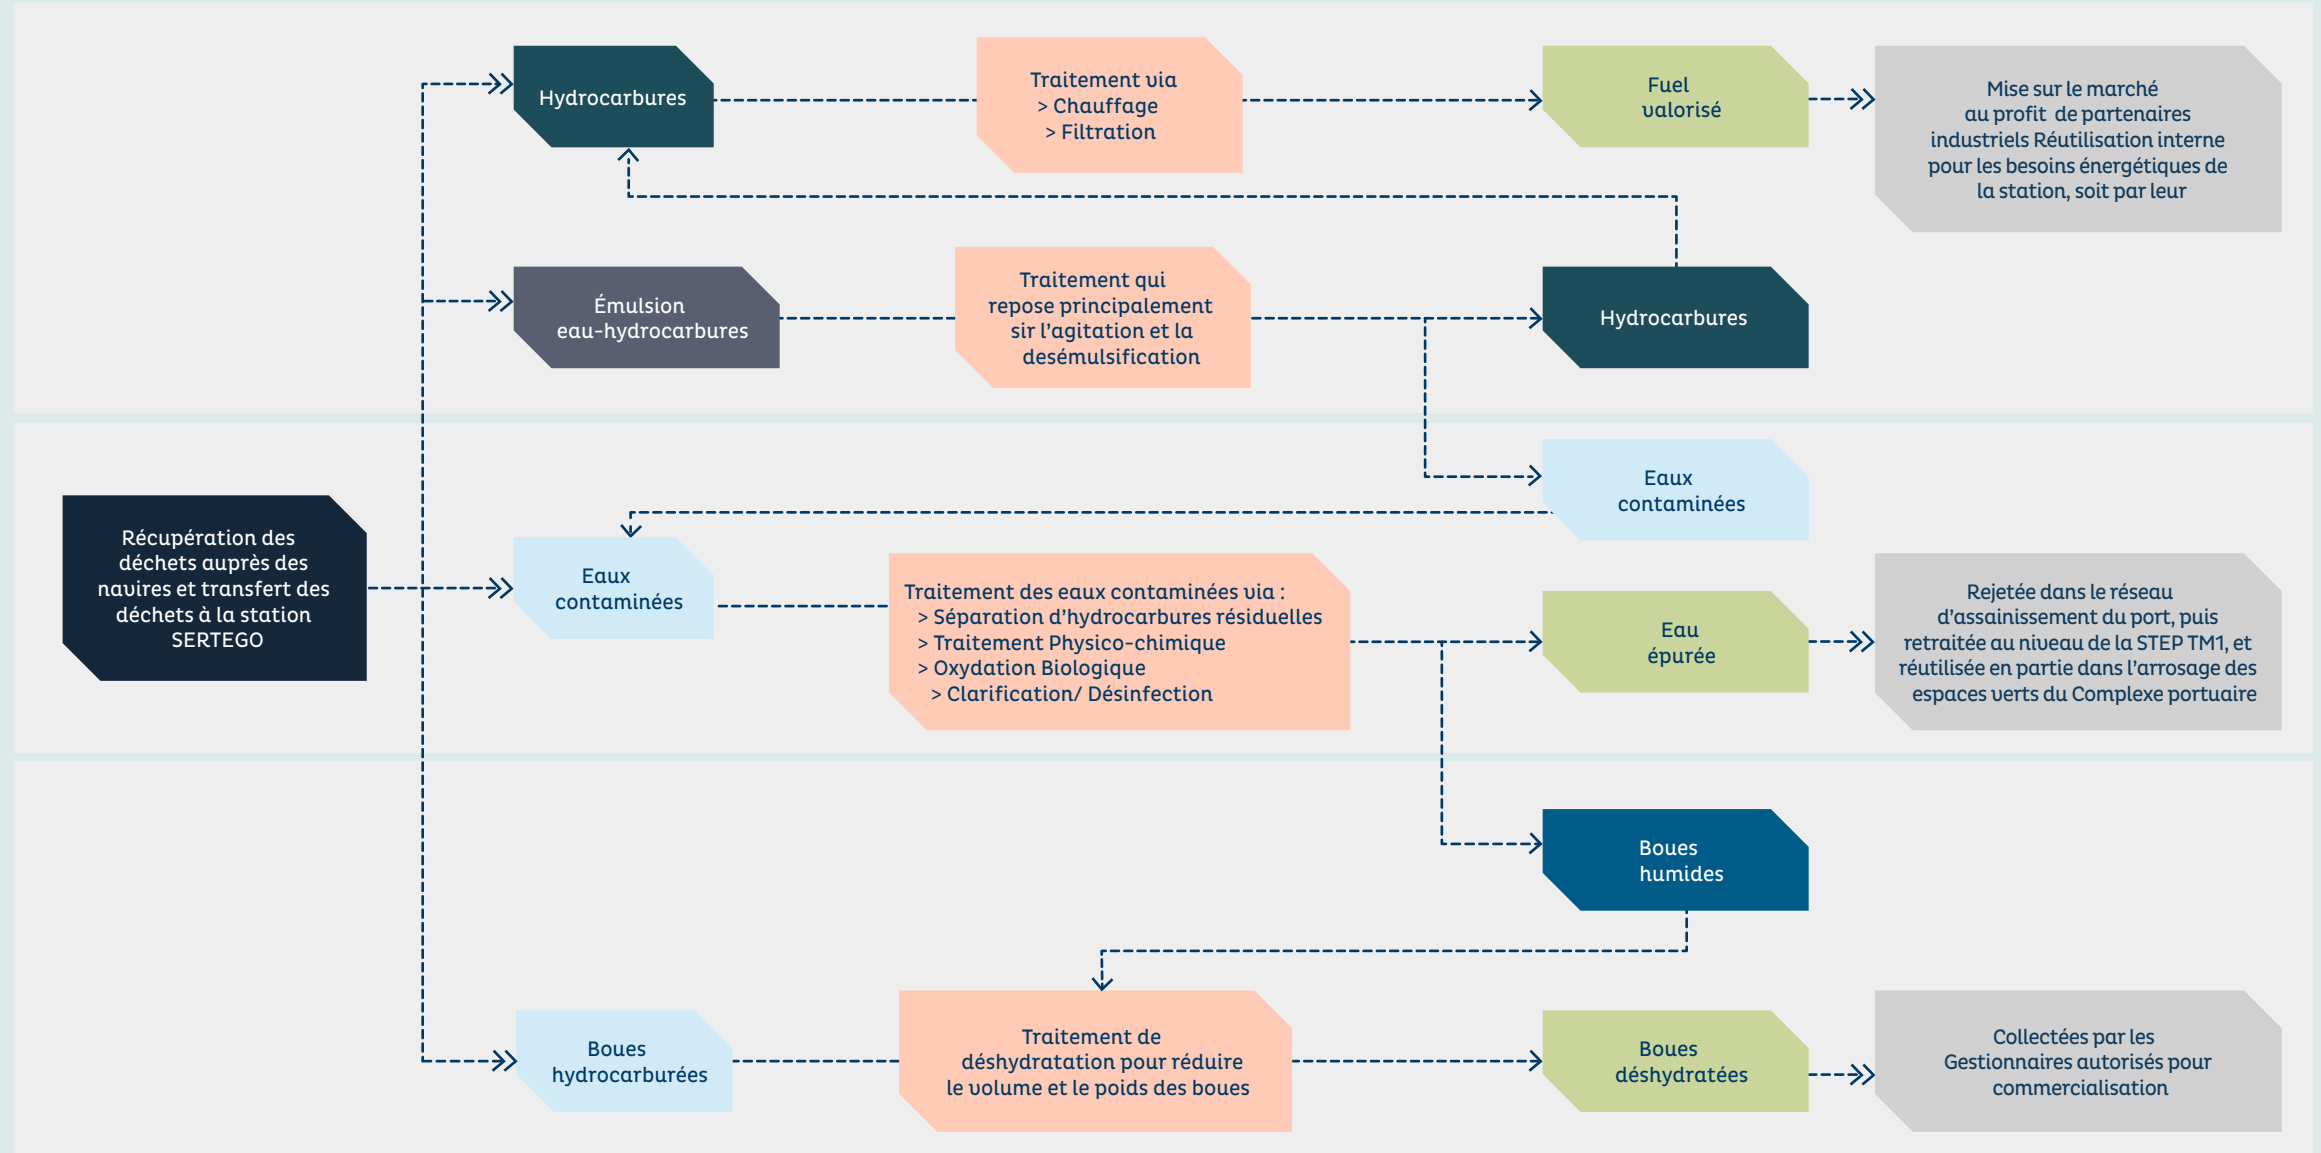 Hydrocarbures
Traitement via
> Chauffage
> Filtration
Fuel
valorisé
Mise sur le marché
au profit de partenaires
industriels Réutilisation interne
pour les besoins énergétiques de
la station, soit par leur
Émulsion
eau-hydrocarbures
Traitement qui
repose principalement
sir l'agitation et la
desémulsification
Hydrocarbures
Eaux
contaminées
Récupération des
déchets auprès des
navires et transfert des
déchets à la station
SERTEGO
Eaux
contaminées
Traitement des eaux contaminées via :
> Séparation d'hydrocarbures résiduelles
> Traitement Physico-chimique
> Oxydation Biologique
> Clarification/ Désinfection
Eau
épurée
Rejetée dans le réseau
d'assainissement du port, puis
retraitée au niveau de la STEP TM1, et
réutilisée en partie dans l'arrosage des
espaces verts du Complexe portuaire
Boues
humides
Boues
hydrocarburées
Traitement de
déshydratation pour réduire
le volume et le poids des boues
Boues
déshydratées
Collectées par les
Gestionnaires autorisés pour
commercialisation